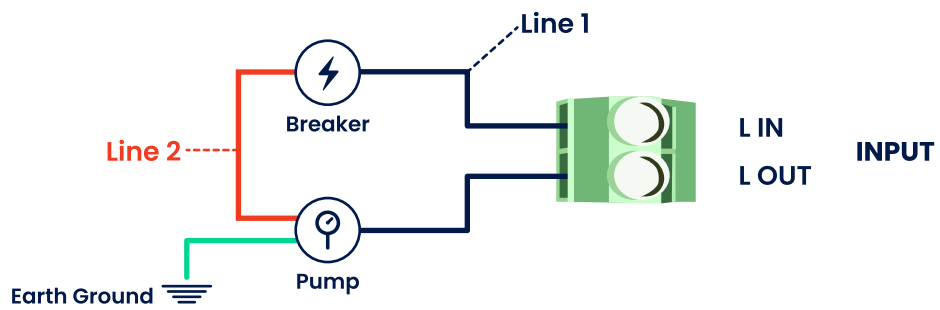 Line 1
Breaker
L IN
Line 2
INPUT
L OUT
Pump
Earth Ground